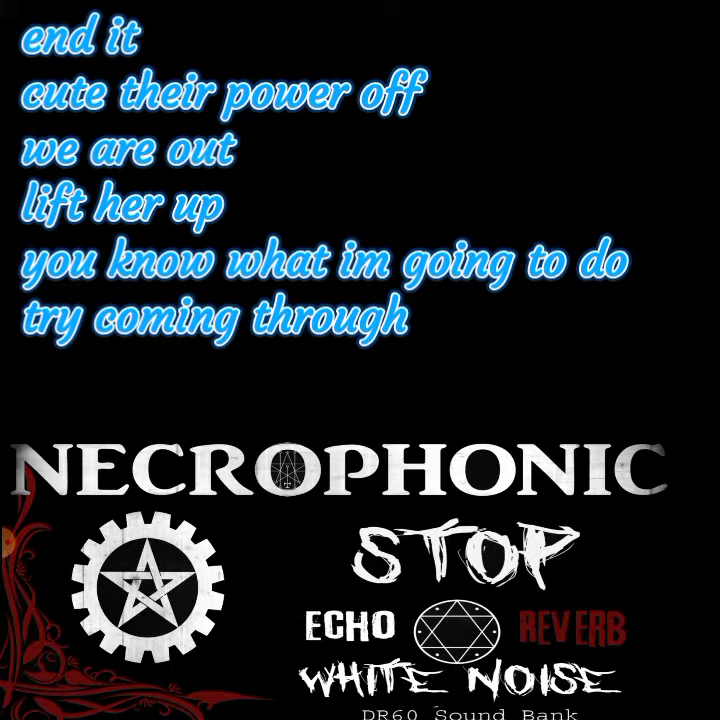 end it
cute their power off
we are out
lift her up
you know what im going to do
try coming through
NECROPHONIC
STOP
ECHO REVERB
WHITE NOISE
DR60 Sound Bank